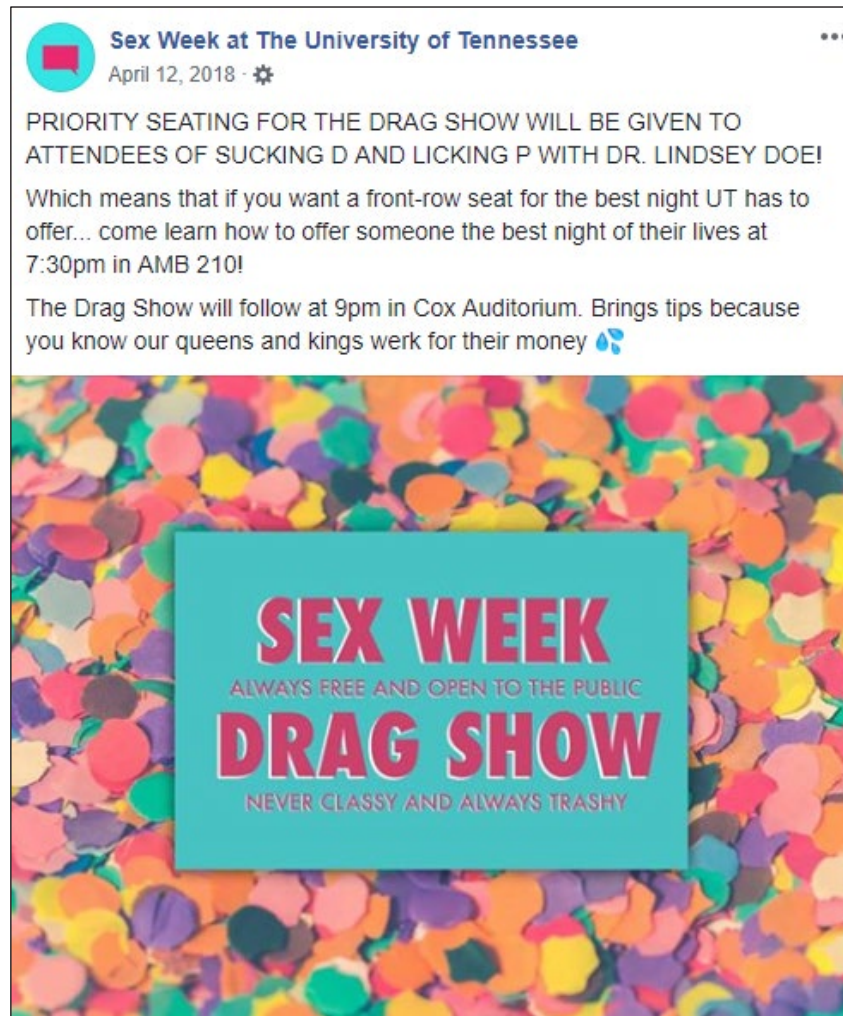 Sex Week at The University of Tennessee
April 12, 2018 ·
PRIORITY SEATING FOR THE DRAG SHOW WILL BE GIVEN TO
ATTENDEES OF SUCKING D AND LICKING P WITH DR. LINDSEY DOE!
Which means that if you want a front-row seat for the best night UT has to
offer... come learn how to offer someone the best night of their lives at
7:30pm in AMB 210!
The Drag Show will follow at 9pm in Cox Auditorium. Brings tips because
you know our queens and kings werk for their money 💦
SEX WEEK
ALWAYS FREE AND OPEN TO THE PUBLIC
DRAG SHOW
NEVER CLASSY AND ALWAYS TRASHY